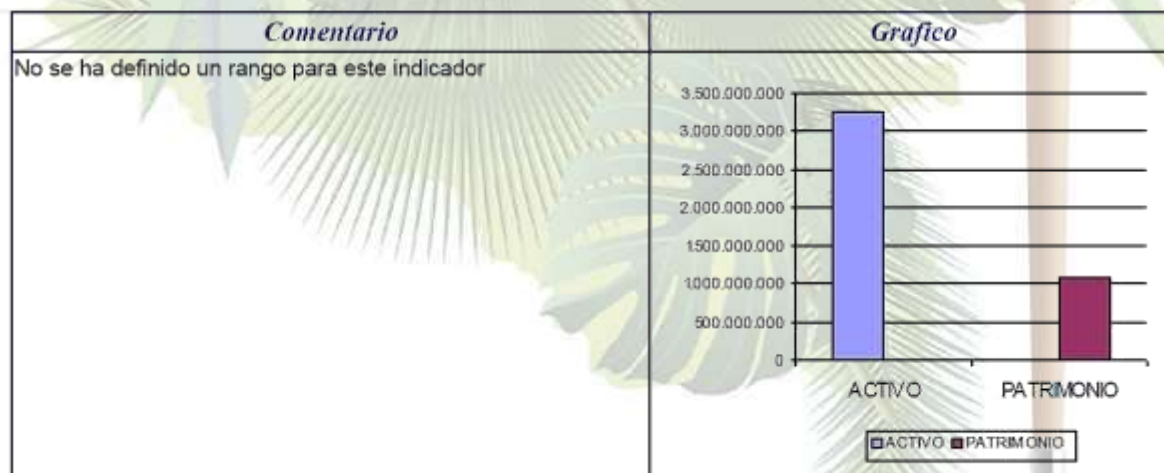 Comentario
Grafico
No se ha definido un rango para este indicador
3.500.000.000
3.000.000.000
2.500.000.000
2.000.000.000
1.500.000.000
1.000.000.000
500.000.000
0
ACTIVO PATRIMONIO
ACTIVO PATRIMONIO